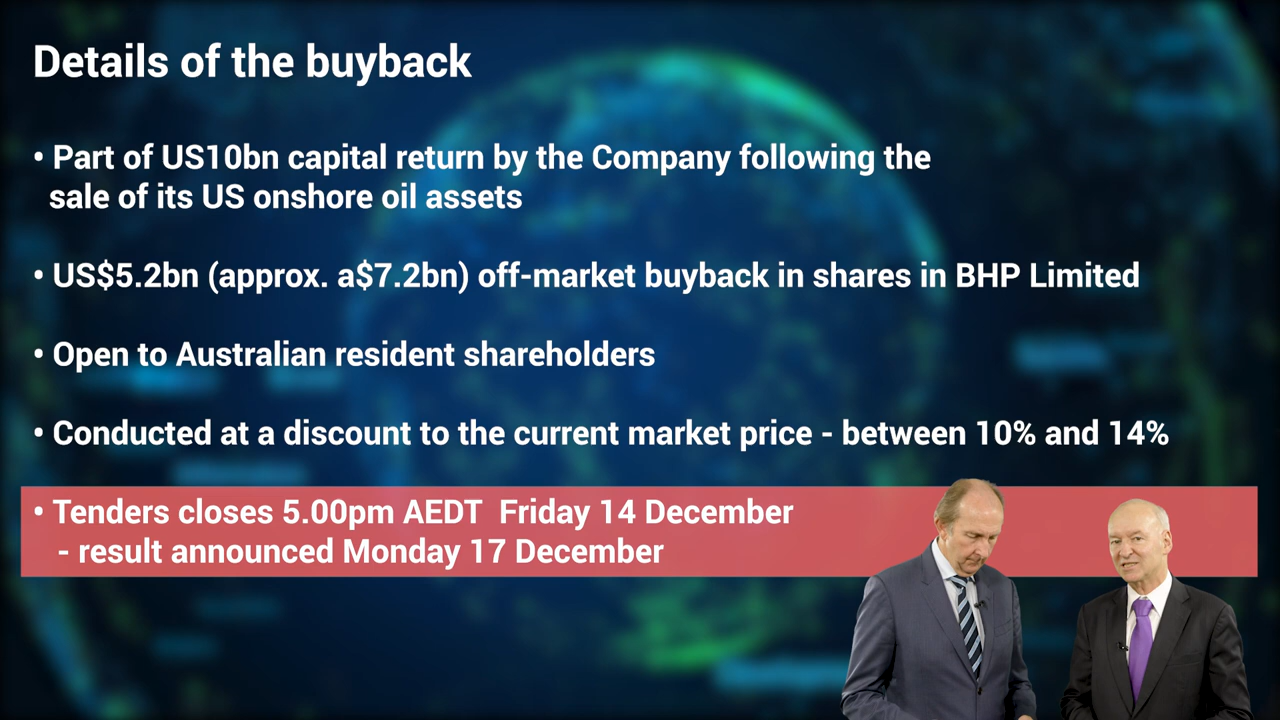 Details of the buyback
• Part of US10bn capital return by the Company following the
sale of its US onshore oil assets
• US$5.2bn (approx. a$7.2bn) off-market buyback in shares in BHP Limited
• Open to Australian resident shareholders
• Conducted at a discount to the current market price - between 10% and 14%
• Tenders closes 5.00pm AEDT  Friday 14 December
- result announced Monday 17 December